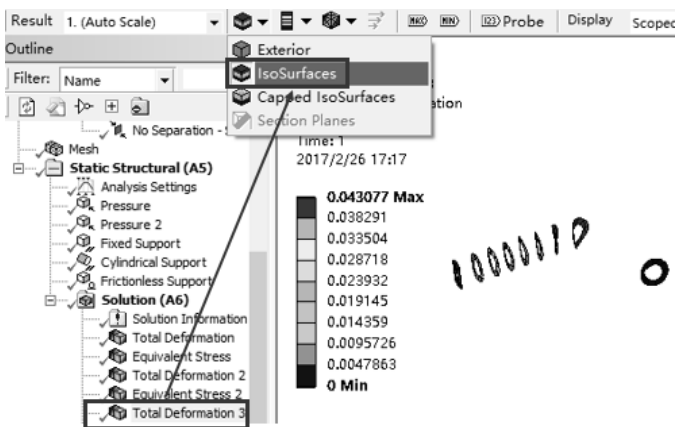 Result 1. (Auto Scale) MAX MIN 123 Probe Display Scoped
Outline
Filter: Name
Exterior
IsoSurfaces
Capped IsoSurfaces
Section Planes
ation
No Separation -
Mesh
Static Structural (A5)
Analysis Settings
Pressure
Pressure 2
Fixed Support
Cylindrical Support
Frictionless Support
Solution (A6)
Solution Information
Total Deformation
Equivalent Stress
Total Deformation 2
Equivalent Stress 2
Total Deformation 3
Time: 1
2017/2/26 17:17
0.043077 Max
0.038291
0.033504
0.028718
0.023932
0.019145
0.014359
0.0095726
0.0047863
0 Min